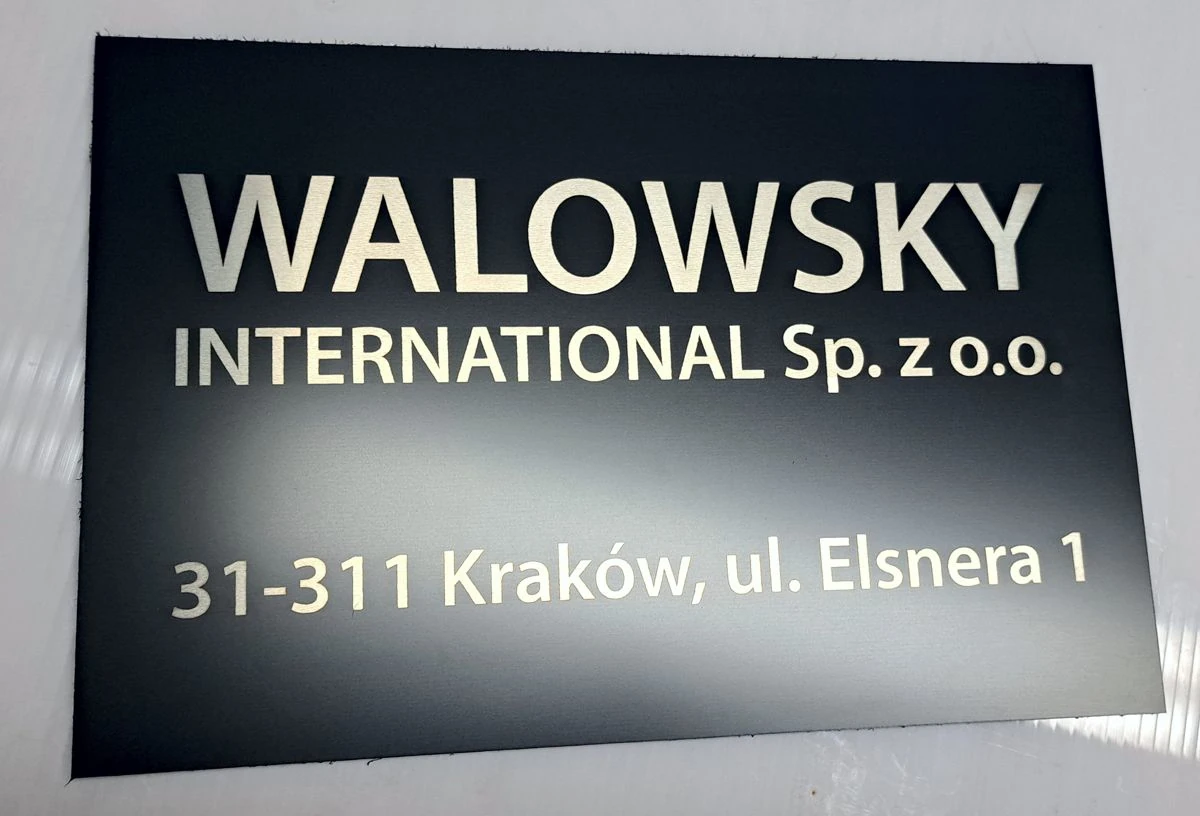 WALOWSKY
INTERNATIONAL Sp. z o.o.
31-311 Kraków, ul. Elsnera 1